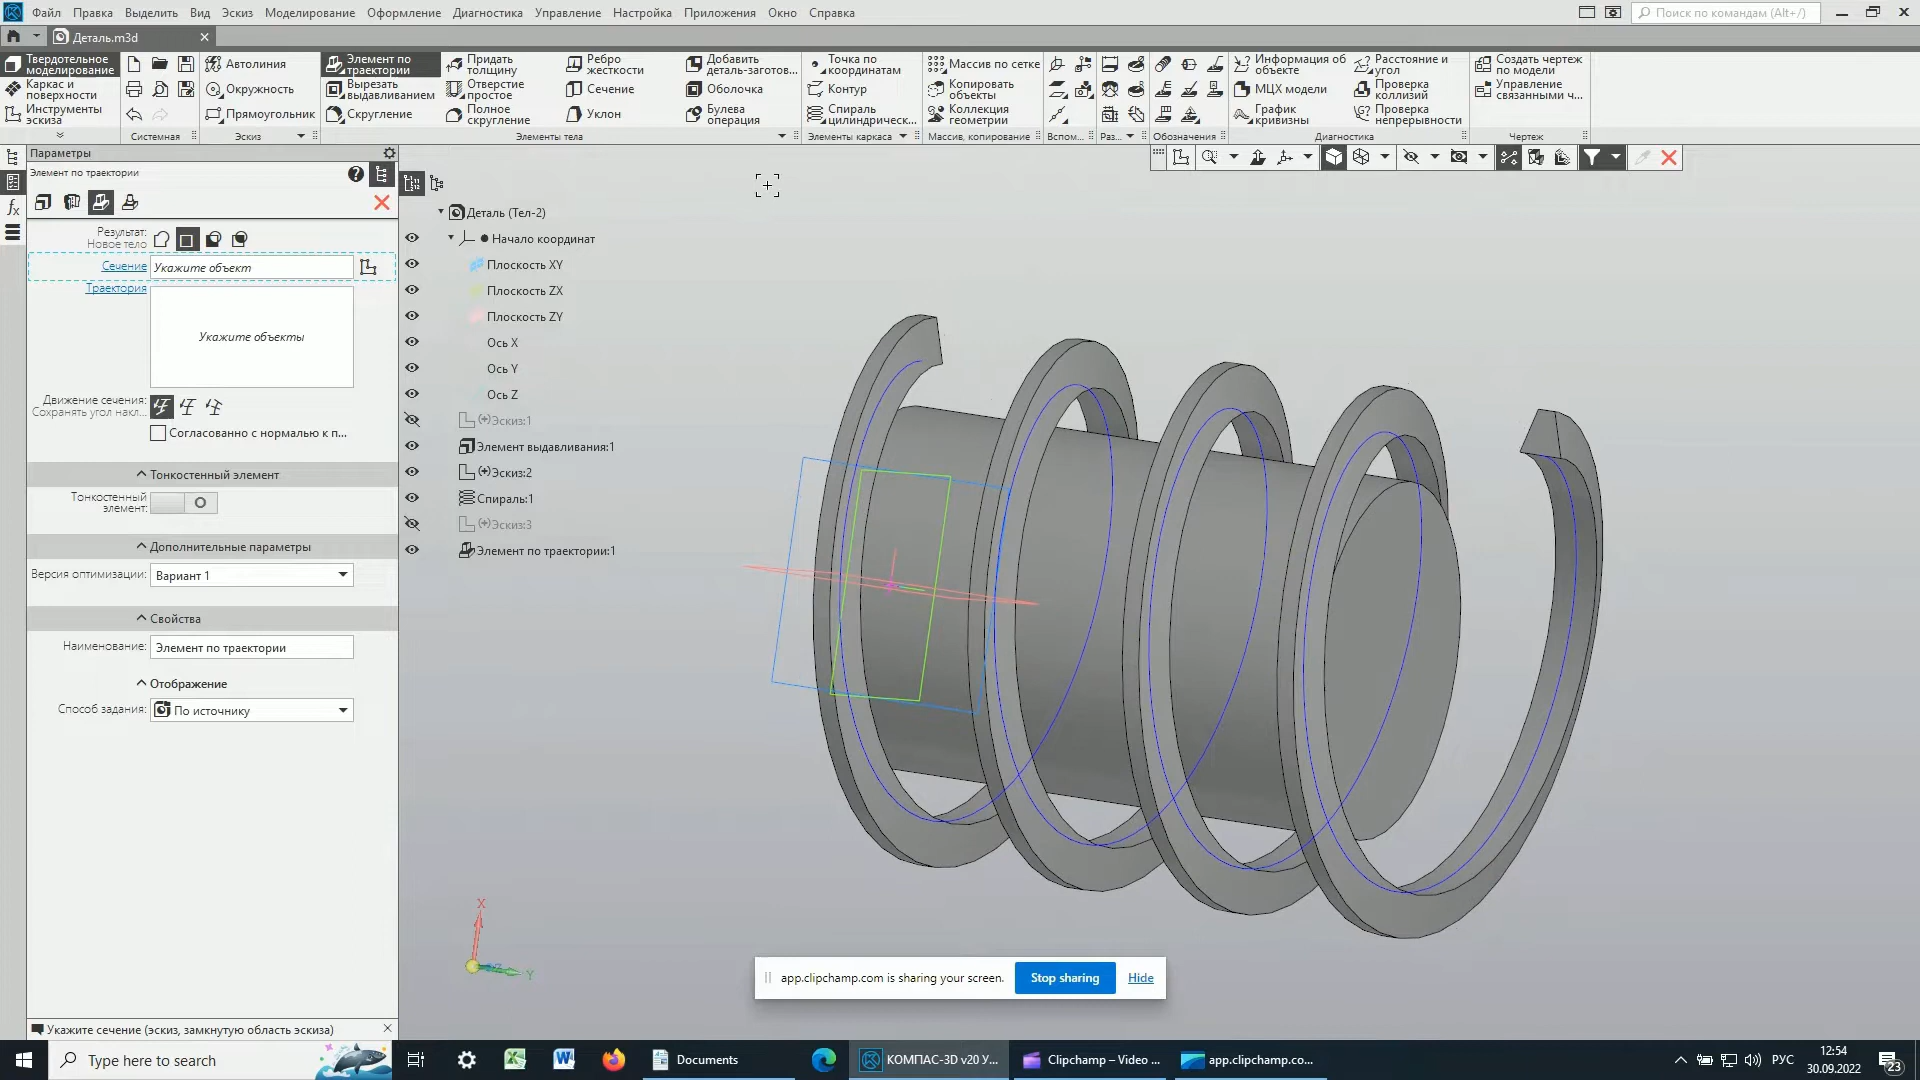 Файл Правка Выделить Вид Эскиз Моделирование Оформление Диагностика Управление Настройка Приложения Окно Справка
Поиск по командам (Alt+/)
Деталь.m3d
Твердотельное моделирование
Каркас и поверхности
Инструменты эскиза
Системная
Автолиния
Окружность
Прямоугольник
Эскиз
Элемент по траектории
Вырезать выдавливанием
Скругление
Придать толщину
Отверстие простое
Полное скругление
Ребро жесткости
Сечение
Уклон
Добавить деталь-заготов...
Оболочка
Булева операция
Элементы тела
Точка по координатам
Контур
Спираль цилиндрическ...
Элементы каркаса
Массив по сетке
Копировать объекты
Коллекция геометрии
Массив, копирование
Вспом...
Раз...
Обозначения
Информация об объекте
МЦХ модели
График кривизны
Расстояние и угол
Проверка коллизий
Проверка непрерывности
Диагностика
Создать чертеж по модели
Управление связанными ч...
Чертеж
Параметры
Элемент по траектории
Результат:
Новое тело
Сечение
Укажите объект
Траектория
Укажите объекты
Движение сечения:
Сохранять угол накл...
Согласованно с нормалью к п...
Тонкостенный элемент
Тонкостенный элемент:
Дополнительные параметры
Версия оптимизации: Вариант 1
Свойства
Наименование: Элемент по траектории
Отображение
Способ задания: По источнику
Укажите сечение (эскиз, замкнутую область эскиза)
Деталь (Тел-2)
Начало координат
Плоскость XY
Плоскость ZX
Плоскость ZY
Ось X
Ось Y
Ось Z
(+)Эскиз:1
Элемент выдавливания:1
(+)Эскиз:2
Спираль:1
(+)Эскиз:3
Элемент по траектории:1
X
Y
app.clipchamp.com is sharing your screen. Stop sharing Hide
Type here to search
Documents
КОМПАС-3D v20 У...
Clipchamp – Video ...
app.clipchamp.co...
РУС
12:54
30.09.2022
23